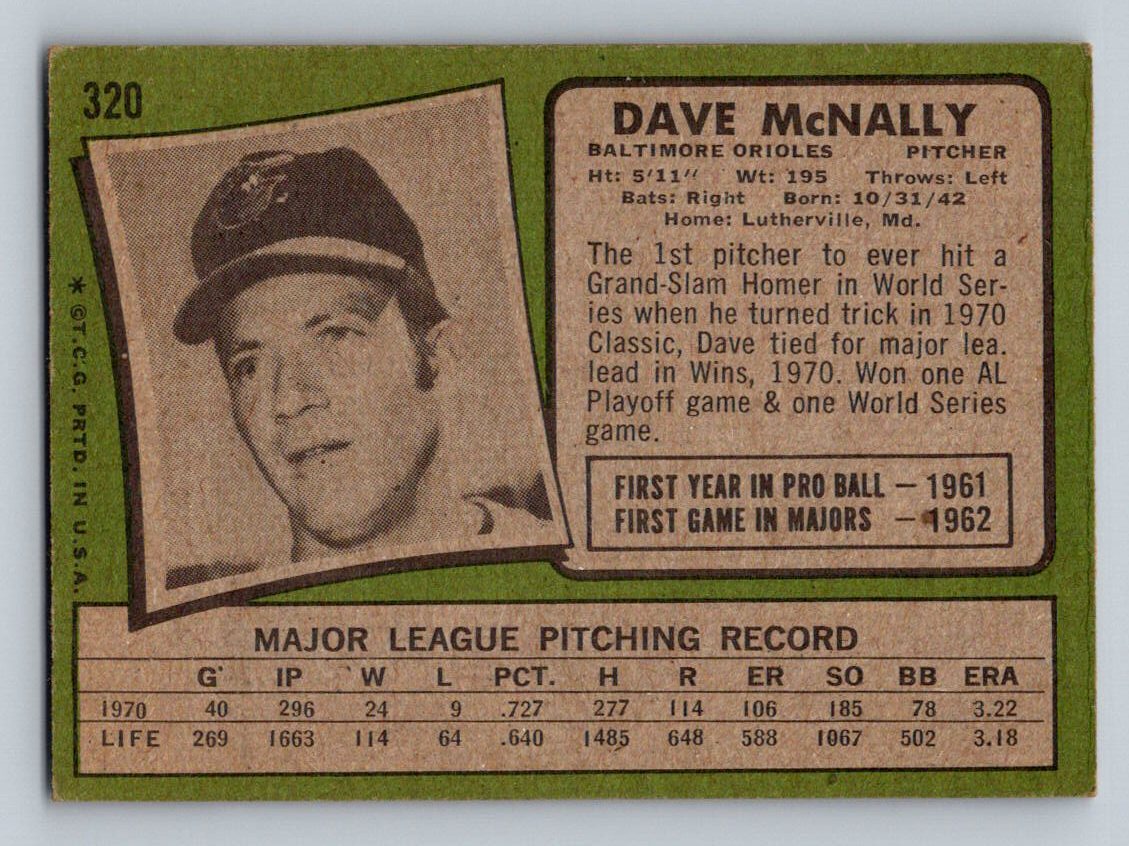 320
DAVE McNALLY
BALTIMORE ORIOLES PITCHER
Ht: 5'11" Wt: 195 Throws: Left
Bats: Right Born: 10/31/42
Home: Lutherville, Md.
The 1st pitcher to ever hit a
Grand-Slam Homer in World Ser-
ies when he turned trick in 1970
Classic, Dave tied for major lea.
lead in Wins, 1970. Won one AL
Playoff game & one World Series
game.
FIRST YEAR IN PRO BALL — 1961
FIRST GAME IN MAJORS — 1962
* ©T.C.G. PRTD. IN U.S.A.
MAJOR LEAGUE PITCHING RECORD
G IP W L PCT. H R ER SO BB ERA
1970 40 296 24 9 .727 277 114 106 185 78 3.22
LIFE 269 1663 114 64 .640 1485 648 588 1067 502 3.18